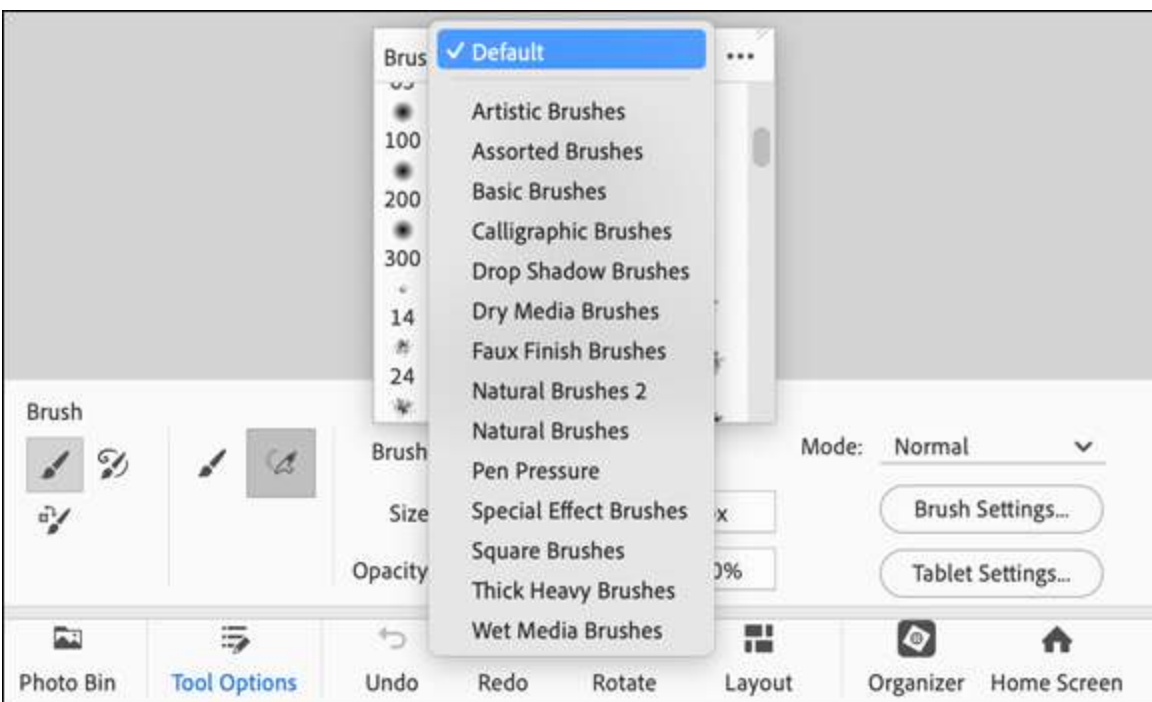 Brus
✓ Default
Artistic Brushes
100
Assorted Brushes
200
Basic Brushes
Calligraphic Brushes
300
Drop Shadow Brushes
14
Dry Media Brushes
Faux Finish Brushes
24
Natural Brushes 2
Natural Brushes
Pen Pressure
Special Effect Brushes
Square Brushes
Thick Heavy Brushes
Wet Media Brushes
Brush
Brush
Mode: Normal
Size
x
Brush Settings...
Opacity
0%
Tablet Settings...
Photo Bin
Tool Options
Undo
Redo
Rotate
Layout
Organizer
Home Screen